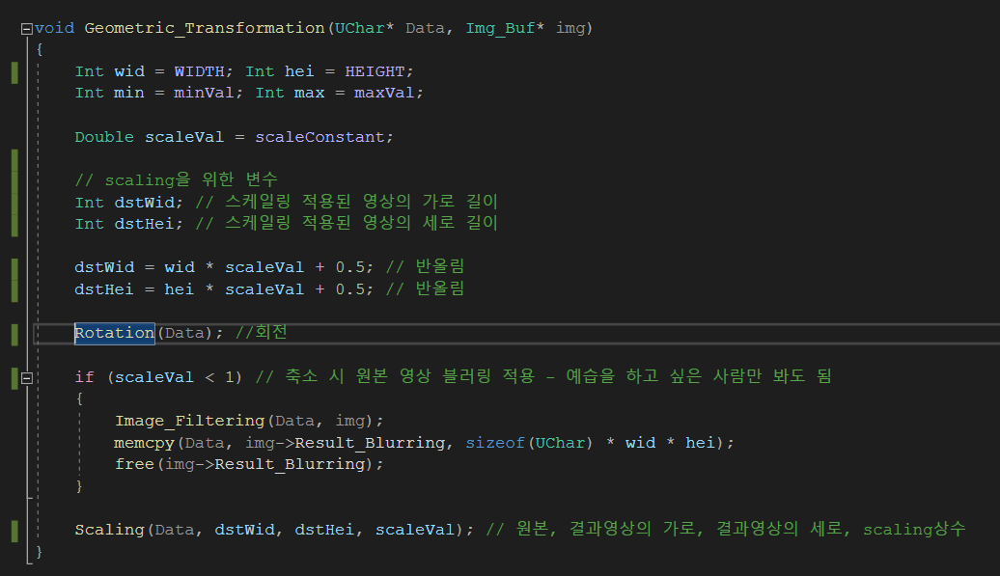 void Geometric_Transformation(UChar* Data, Img_Buf* img)
{
Int wid = WIDTH; Int hei = HEIGHT;
Int min = minVal; Int max = maxVal;
Double scaleVal = scaleConstant;
// scaling을 위한 변수
Int dstWid; // 스케일링 적용된 영상의 가로 길이
Int dstHei; // 스케일링 적용된 영상의 세로 길이
dstWid = wid * scaleVal + 0.5; // 반올림
dstHei = hei * scaleVal + 0.5; // 반올림
Rotation(Data); //회전
if (scaleVal < 1) // 축소 시 원본 영상 블러링 적용 - 예습을 하고 싶은 사람만 봐도 됨
{
Image_Filtering(Data, img);
memcpy(Data, img->Result_Blurring, sizeof(UChar) * wid * hei);
free(img->Result_Blurring);
}
Scaling(Data, dstWid, dstHei, scaleVal); // 원본, 결과영상의 가로, 결과영상의 세로, scaling상수
}